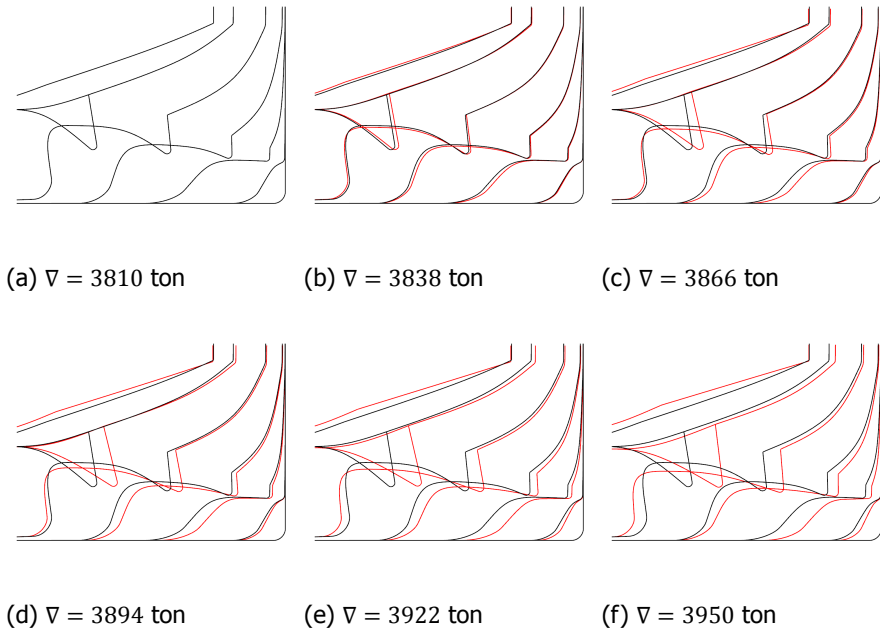 (a) ∇ = 3810 ton
(b) ∇ = 3838 ton
(c) ∇ = 3866 ton
(d) ∇ = 3894 ton
(e) ∇ = 3922 ton
(f) ∇ = 3950 ton